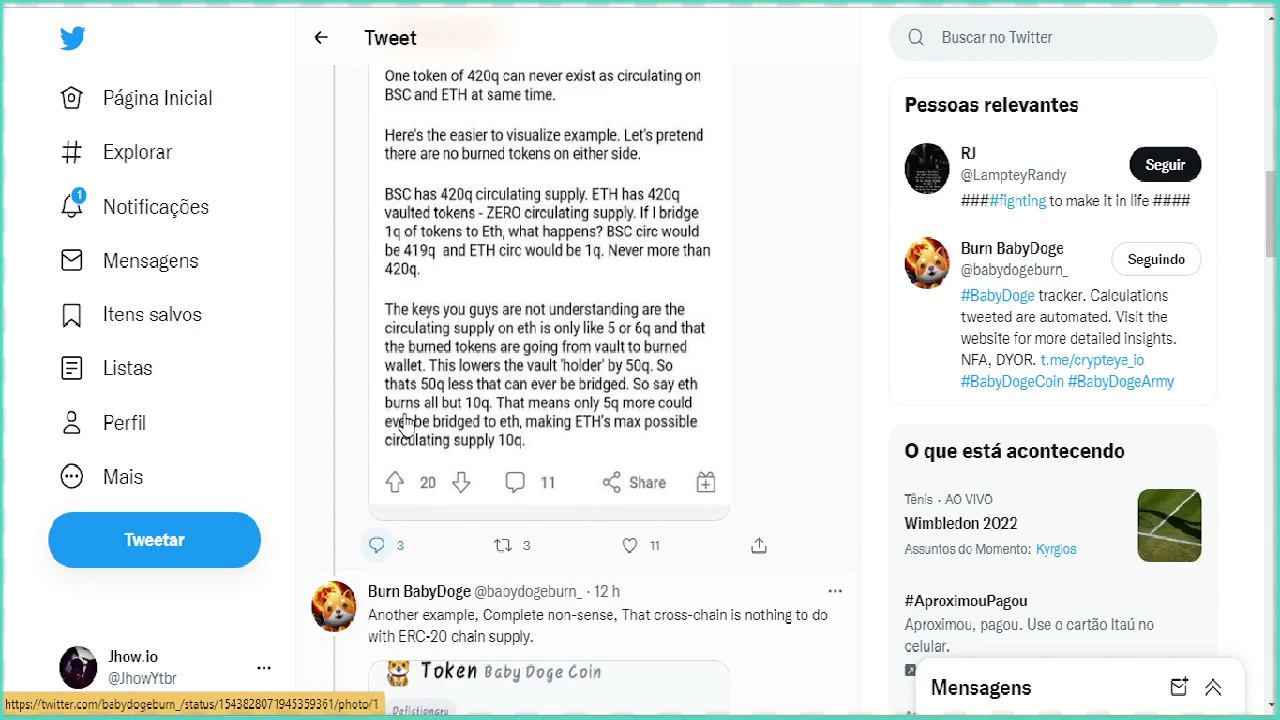 Página Inicial
Explorar
1
Notificações
Mensagens
Itens salvos
Listas
Perfil
Mais
Tweetar
Jhow.io
@JhowYtbr
https://twitter.com/babydogeburn_/status/1543828071945359361/photo/1
Tweet
One token of 420q can never exist as circulating on
BSC and ETH at same time.
Here's the easier to visualize example. Let's pretend
there are no burned tokens on either side.
BSC has 420q circulating supply. ETH has 420q
vaulted tokens - ZERO circulating supply. If I bridge
1q of tokens to Eth, what happens? BSC circ would
be 419q and ETH circ would be 1q. Never more than
420q.
The keys you guys are not understanding are the
circulating supply on eth is only like 5 or 6q and that
the burned tokens are going from vault to burned
wallet. This lowers the vault 'holder' by 50q. So
thats 50q less that can ever be bridged. So say eth
burns all but 10q. That means only 5q more could
ever be bridged to eth, making ETH's max possible
circulating supply 10q.
20 11 Share
3 3 11
Burn BabyDoge @babydogeburn_ · 12 h
Another example, Complete non-sense, That cross-chain is nothing to do
with ERC-20 chain supply.
Token Baby Doge Coin
Deflctionary
Buscar no Twitter
Pessoas relevantes
RJ
@LampteyRandy
Seguir
####fighting to make it in life ####
Burn BabyDoge
@babydogeburn_
Seguindo
#BabyDoge tracker. Calculations
tweeted are automated. Visit the
website for more detailed insights.
NFA, DYOR. t.me/crypteye_io
#BabyDogeCoin #BabyDogeArmy
O que está acontecendo
Tênis · AO VIVO
Wimbledon 2022
Assuntos do Momento: Kyrgios
#AproximouPagou
Aproximou, pagou. Use o cartão Itaú no
celular.
Mensagens